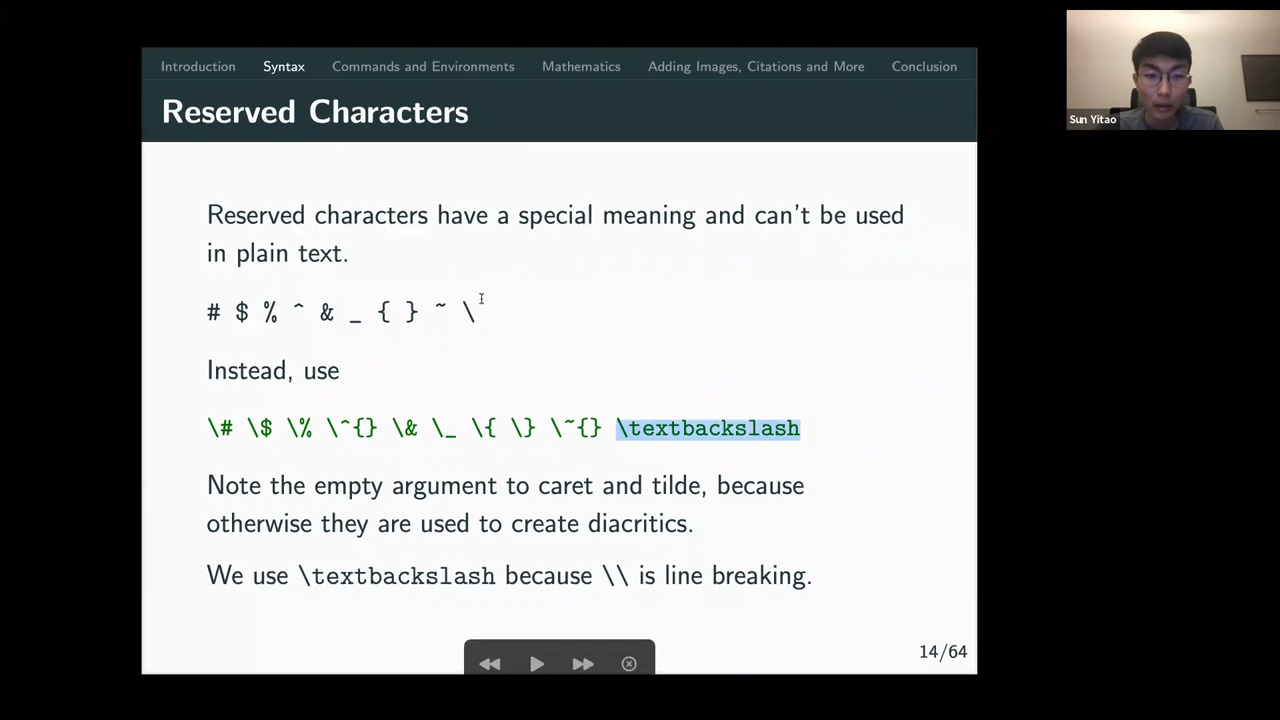 Introduction Syntax Commands and Environments Mathematics Adding Images, Citations and More Conclusion
Reserved Characters
Reserved characters have a special meaning and can't be used
in plain text.
# $ % ^ & _ { } ~ \
Instead, use
\# \$ \% \^{} \& \_ \{ \} \~{} \textbackslash
Note the empty argument to caret and tilde, because
otherwise they are used to create diacritics.
We use \textbackslash because \\ is line breaking.
14/64
Sun Yitao